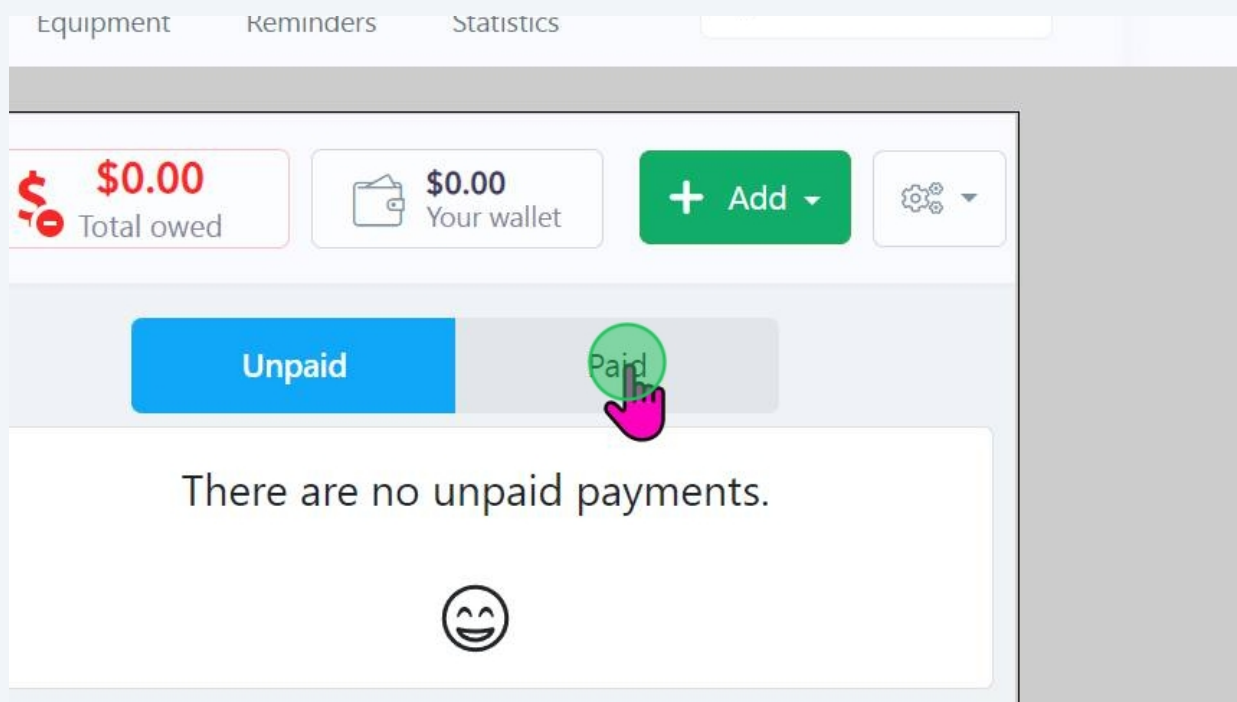 Equipment Reminders Statistics
$0.00
Total owed
$0.00
Your wallet
+ Add
Unpaid Paid
There are no unpaid payments.